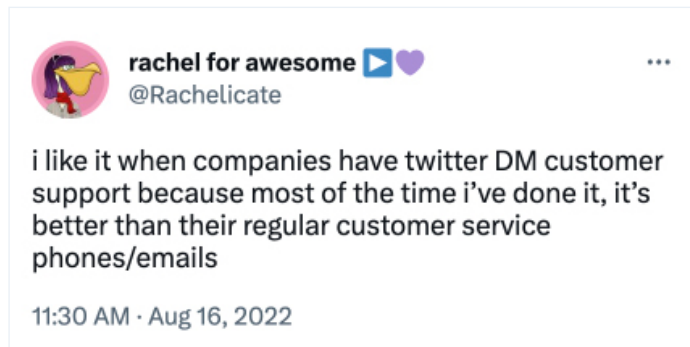 rachel for awesome ▶️💜
@Rachelicate
i like it when companies have twitter DM customer
support because most of the time i’ve done it, it’s
better than their regular customer service
phones/emails
11:30 AM · Aug 16, 2022